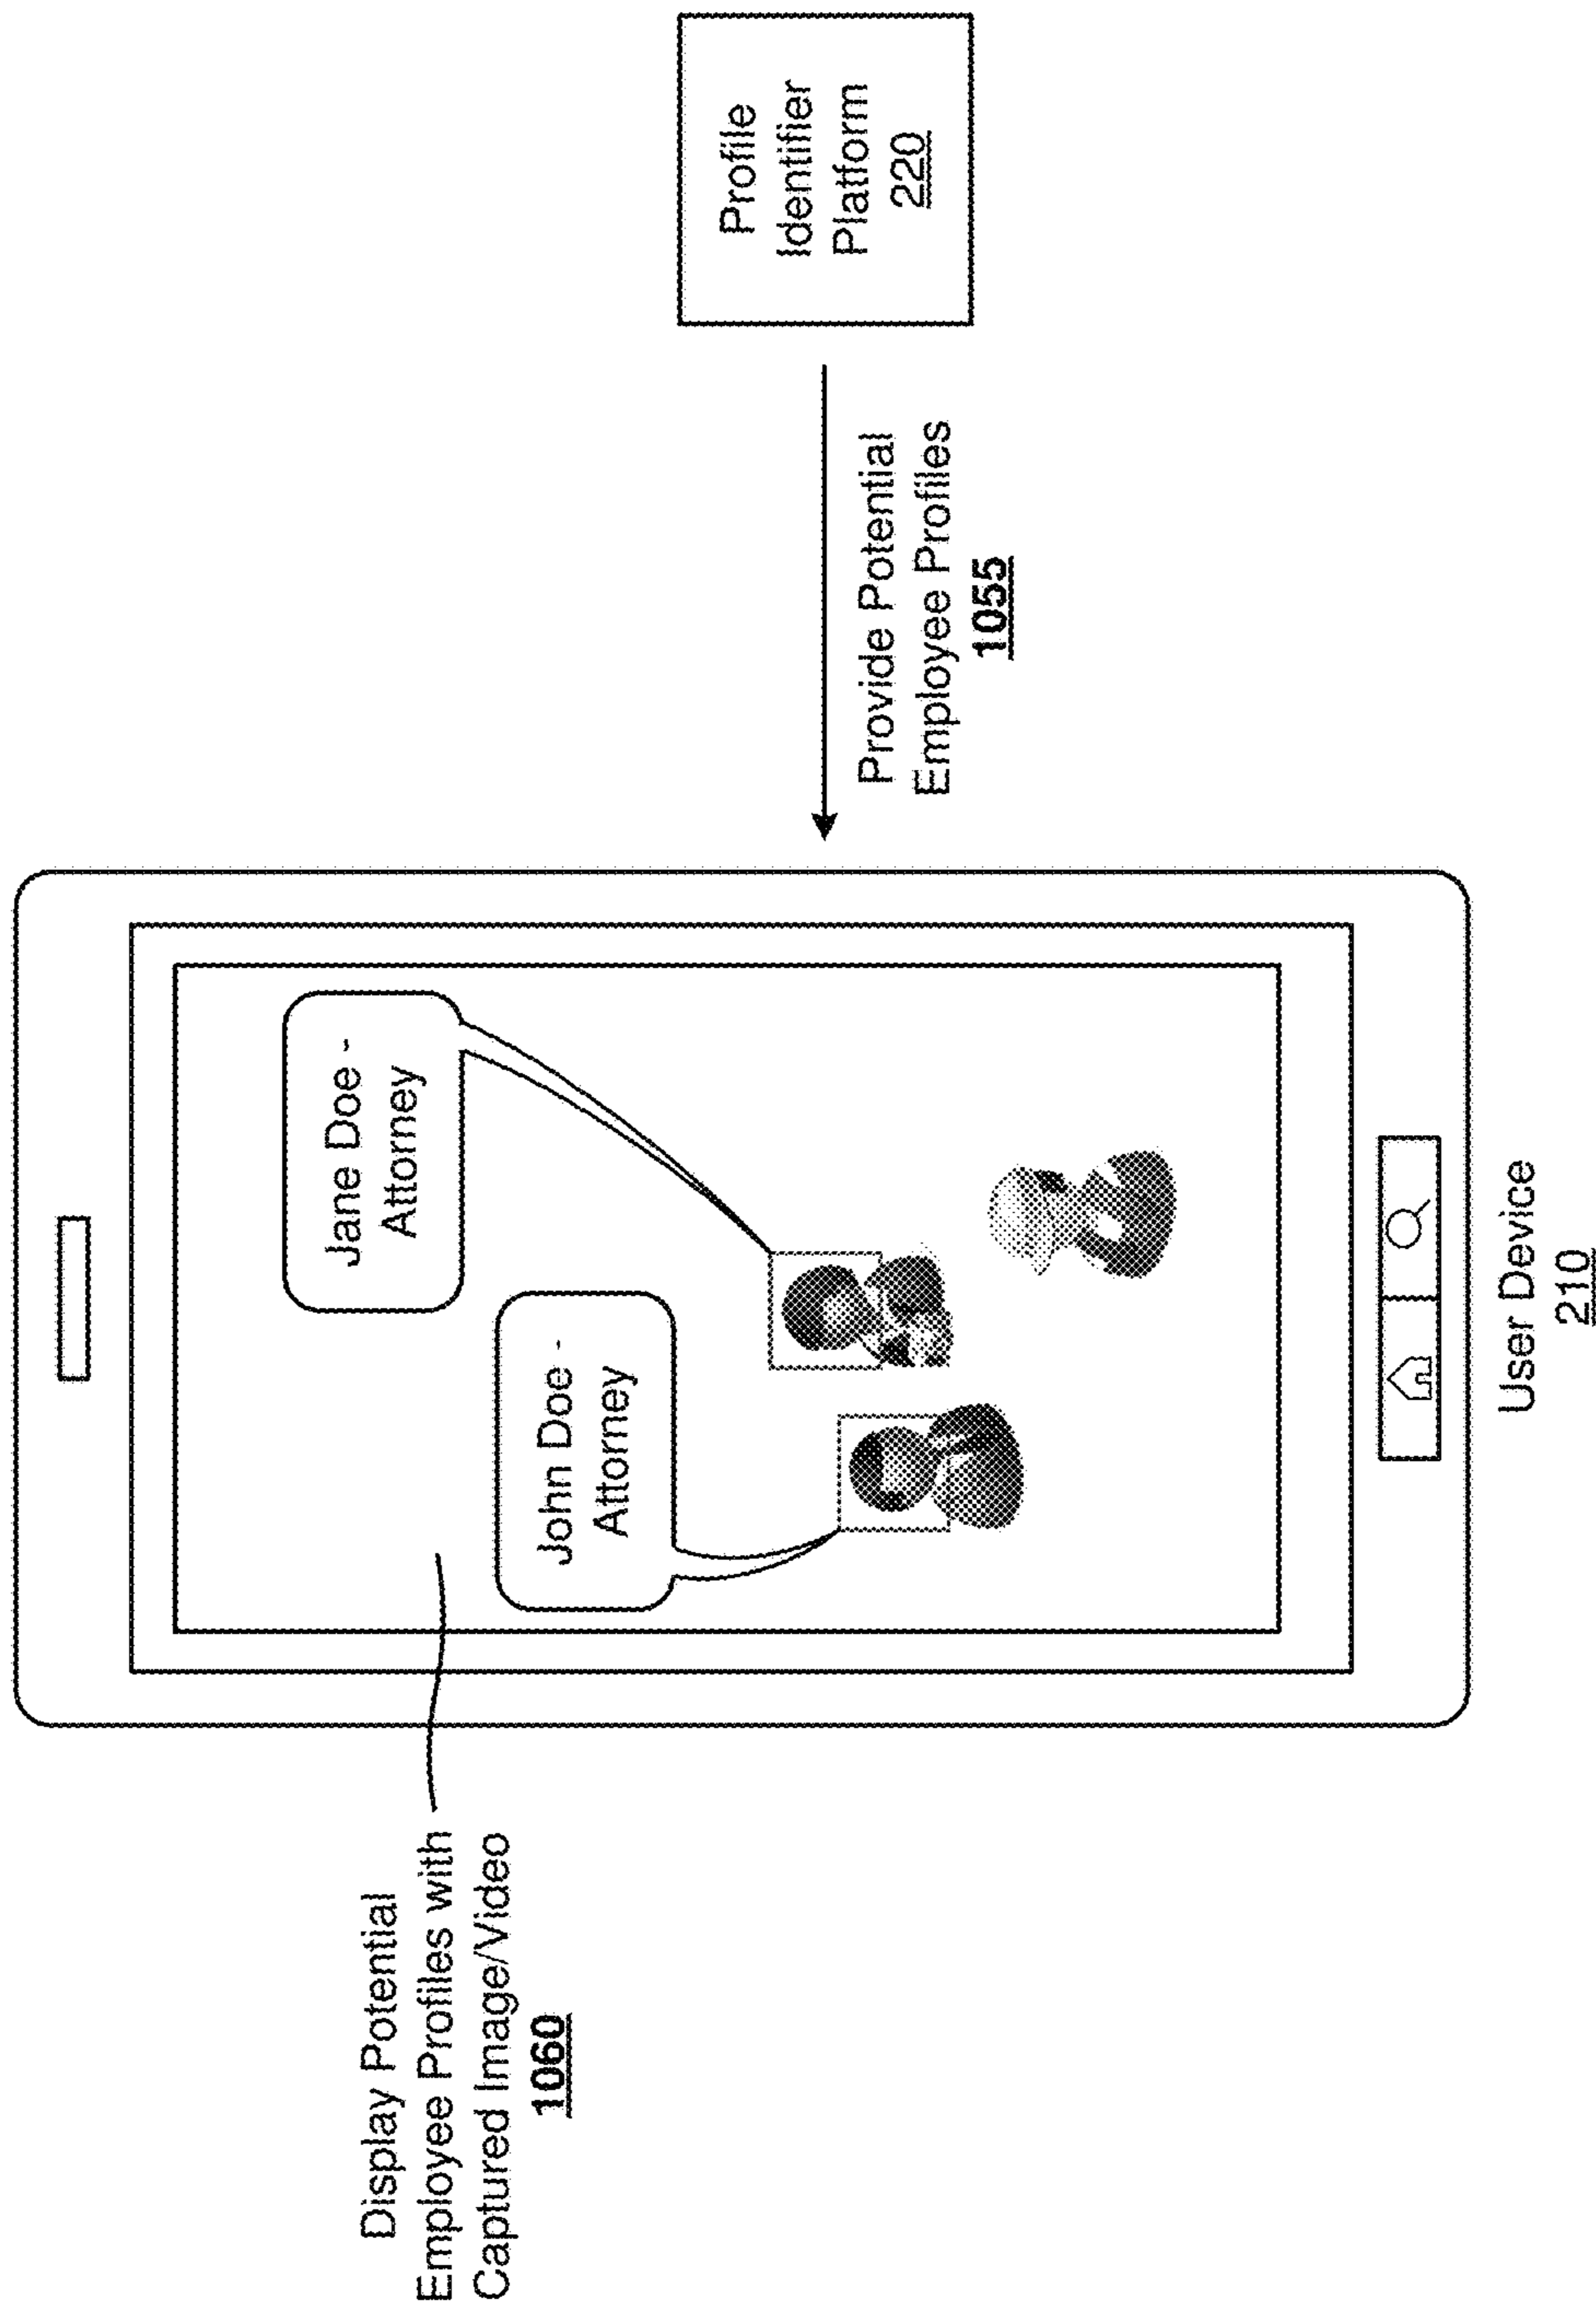 Display Potential
Employee Profiles with
Captured Image/Video
1060
John Doe -
Attorney
Jane Doe -
Attorney
User Device
210
Provide Potential
Employee Profiles
1055
Profile
Identifier
Platform
220